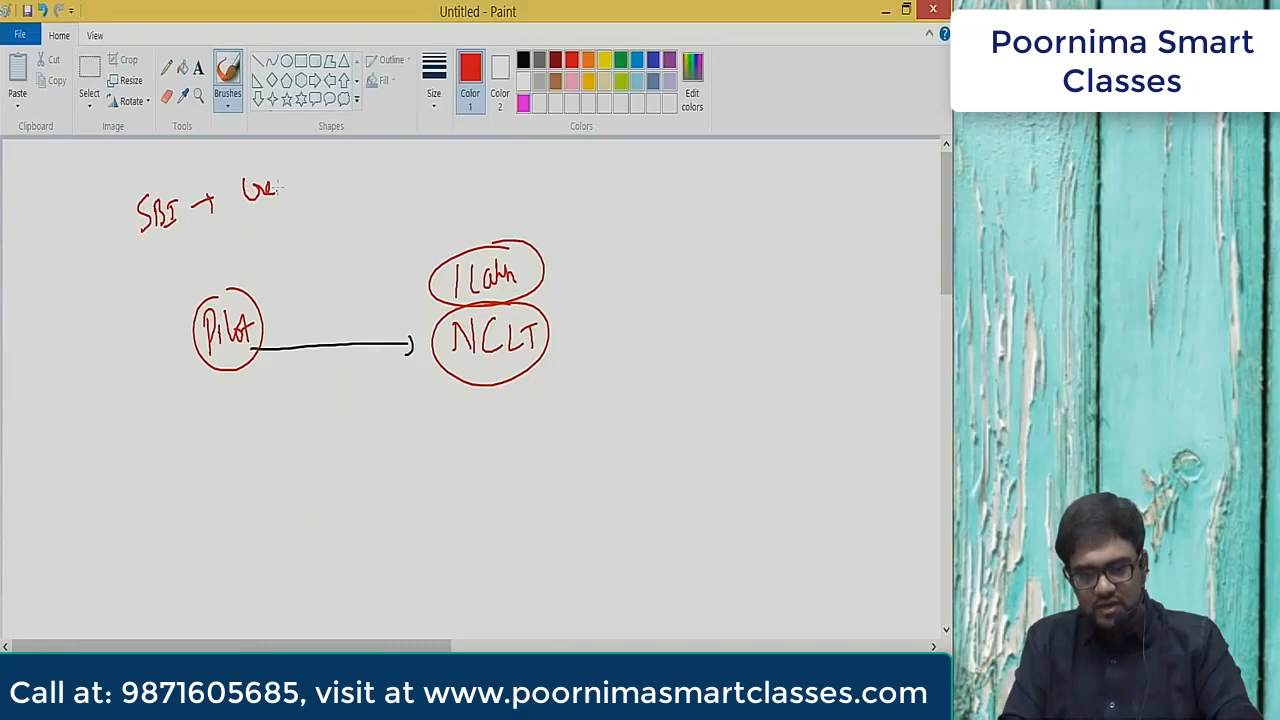 Untitled - Paint
File Home View
Poornima Smart
Classes
Cut
Copy
Paste
Clipboard
Select
Crop
Resize
Rotate
Image
Tools
Brushes
Outline
Fill
Shapes
Size
Color
1
Color
2
Edit
colors
Colors
SBI →
1 Lakh
Pilot
NCLT
Call at: 9871605685, visit at www.poornimasmartclasses.com